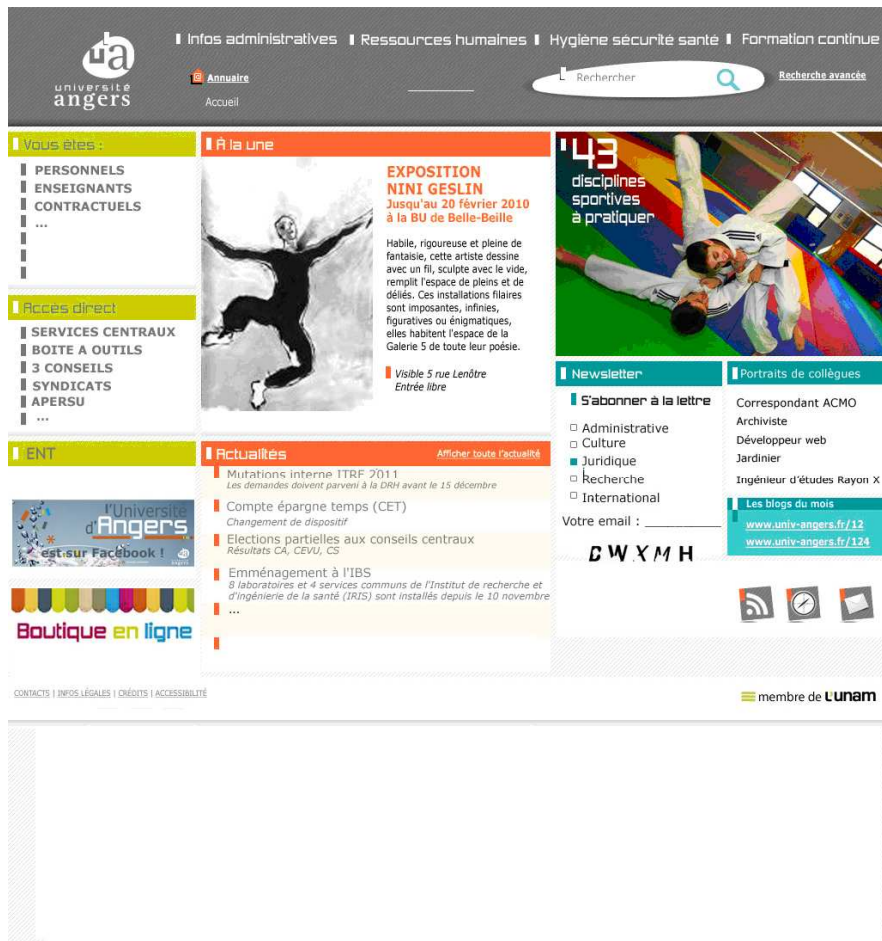 Infos administratives
Ressources humaines
Hygiène sécurité santé
Formation continue
université
angers
Annuaire
Accueil
Rechercher
Recherche avancée
Vous êtes :
PERSONNELS
ENSEIGNANTS
CONTRACTUELS
...
Accès direct
SERVICES CENTRAUX
BOITE A OUTILS
3 CONSEILS
SYNDICATS
APERSU
...
ENT
l'Université
d'Angers
est sur Facebook !
Boutique en ligne
À la une
EXPOSITION
NINI GESLIN
Jusqu'au 20 février 2010
à la BU de Belle-Beille
Habile, rigoureuse et pleine de
fantaisie, cette artiste dessine
avec un fil, sculpte avec le vide,
remplit l'espace de pleins et de
déliés. Ces installations filaires
sont imposantes, infinies,
figuratives ou énigmatiques,
elles habitent l'espace de la
Galerie 5 de toute leur poésie.
Visible 5 rue Lenôtre
Entrée libre
Actualités
Afficher toute l'actualité
Mutations interne ITRF 2011
Les demandes doivent parveni à la DRH avant le 15 décembre
Compte épargne temps (CET)
Changement de dispositif
Elections partielles aux conseils centraux
Résultats CA, CEVU, CS
Emménagement à l'IBS
8 laboratoires et 4 services communs de l'Institut de recherche et
d'ingénierie de la santé (IRIS) sont installés depuis le 10 novembre
...
'43
disciplines
sportives
à pratiquer
Newsletter
S'abonner à la lettre
Administrative
Culture
Juridique
Recherche
International
Votre email : ___________
B W X M H
Portraits de collègues
Correspondant ACMO
Archiviste
Développeur web
Jardinier
Ingénieur d'études Rayon X
Les blogs du mois
www.univ-angers.fr/12
www.univ-angers.fr/124
CONTACTS | INFOS LÉGALES | CRÉDITS | ACCESSIBILITÉ
membre de L'unam